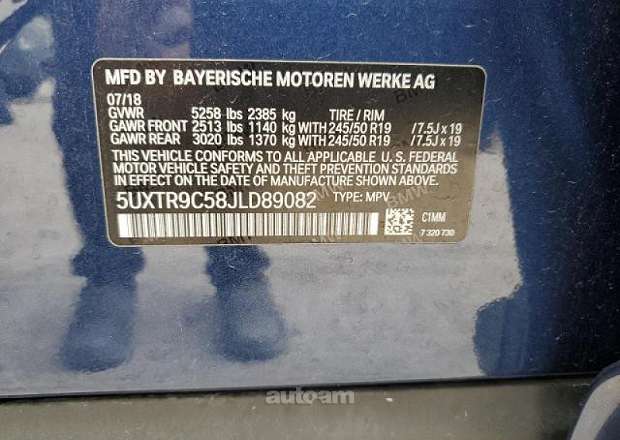 MFD BY BAYERISCHE MOTOREN WERKE AG
07/18
GVWR 5258 lbs 2385 kg TIRE / RIM
GAWR FRONT 2513 lbs 1140 kg WITH 245/50 R19 /7.5J x 19
GAWR REAR 3020 lbs 1370 kg WITH 245/50 R19 /7.5J x 19
THIS VEHICLE CONFORMS TO ALL APPLICABLE U. S. FEDERAL
MOTOR VEHICLE SAFETY AND THEFT PREVENTION
STANDARDS IN EFFECT ON THE DATE OF MANUFACTURE
SHOWN ABOVE.
5UXTR9C58JLD89082 TYPE: MPV
C1MM
7 320 730
autoam